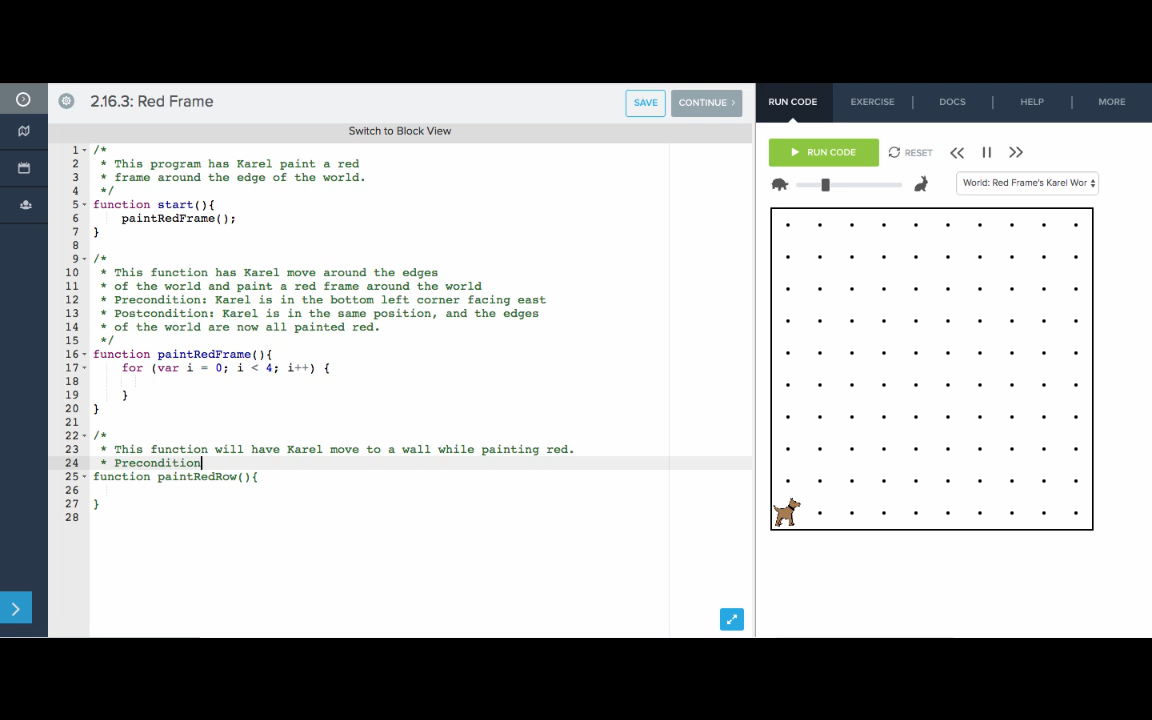 2.16.3: Red Frame
SAVE
CONTINUE ›
RUN CODE
EXERCISE
DOCS
HELP
MORE
Switch to Block View
1 /*
2  * This program has Karel paint a red
3  * frame around the edge of the world.
4  */
5 function start(){
6     paintRedFrame();
7 }
8
9 /*
10  * This function has Karel move around the edges
11  * of the world and paint a red frame around the world
12  * Precondition: Karel is in the bottom left corner facing east
13  * Postcondition: Karel is in the same position, and the edges
14  * of the world are now all painted red.
15  */
16 function paintRedFrame(){
17     for (var i = 0; i < 4; i++) {
18
19     }
20 }
21
22 /*
23  * This function will have Karel move to a wall while painting red.
24  * Precondition
25 function paintRedRow(){
26
27 }
28
RUN CODE
RESET
World: Red Frame's Karel Wor